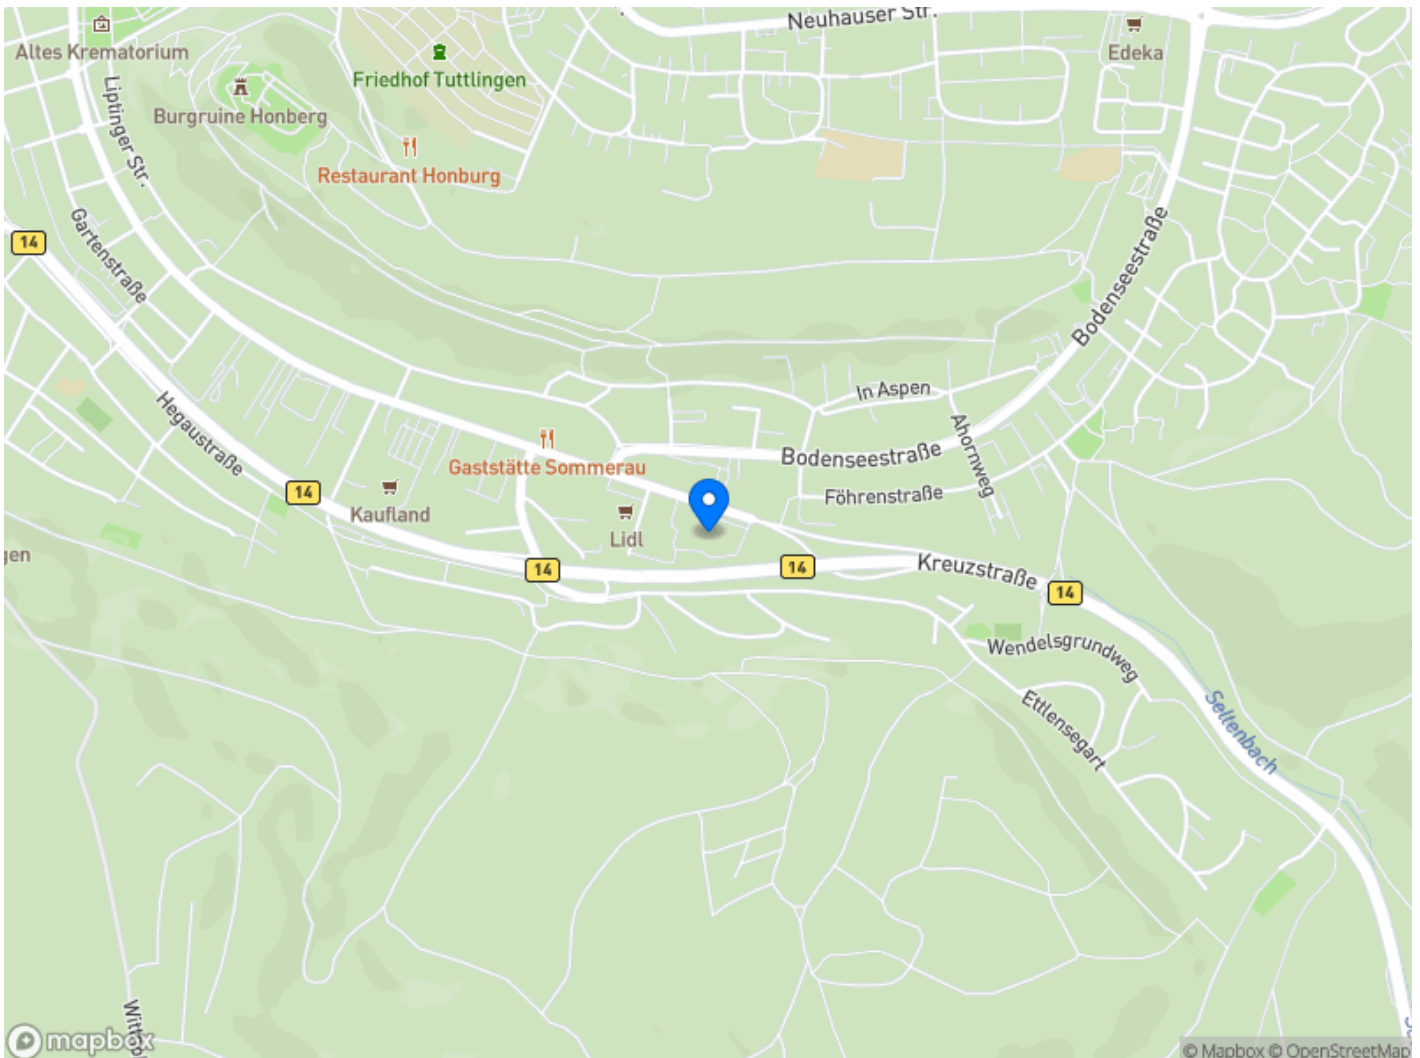 Neuhauser Str.
Edeka
Altes Krematorium
Friedhof Tuttlingen
Liptinger Str.
Burgruine Honberg
Restaurant Honburg
14
Gartenstraße
Bodenseestraße
In Aspen
Hegaustraße
Ahornweg
Gaststätte Sommerau
Bodenseestraße
14
Kaufland
Föhrenstraße
Lidl
14
14
Kreuzstraße
14
Wendelsgrundweg
Ettlensegart
Seltenbach
mapbox
© Mapbox © OpenStreetMap